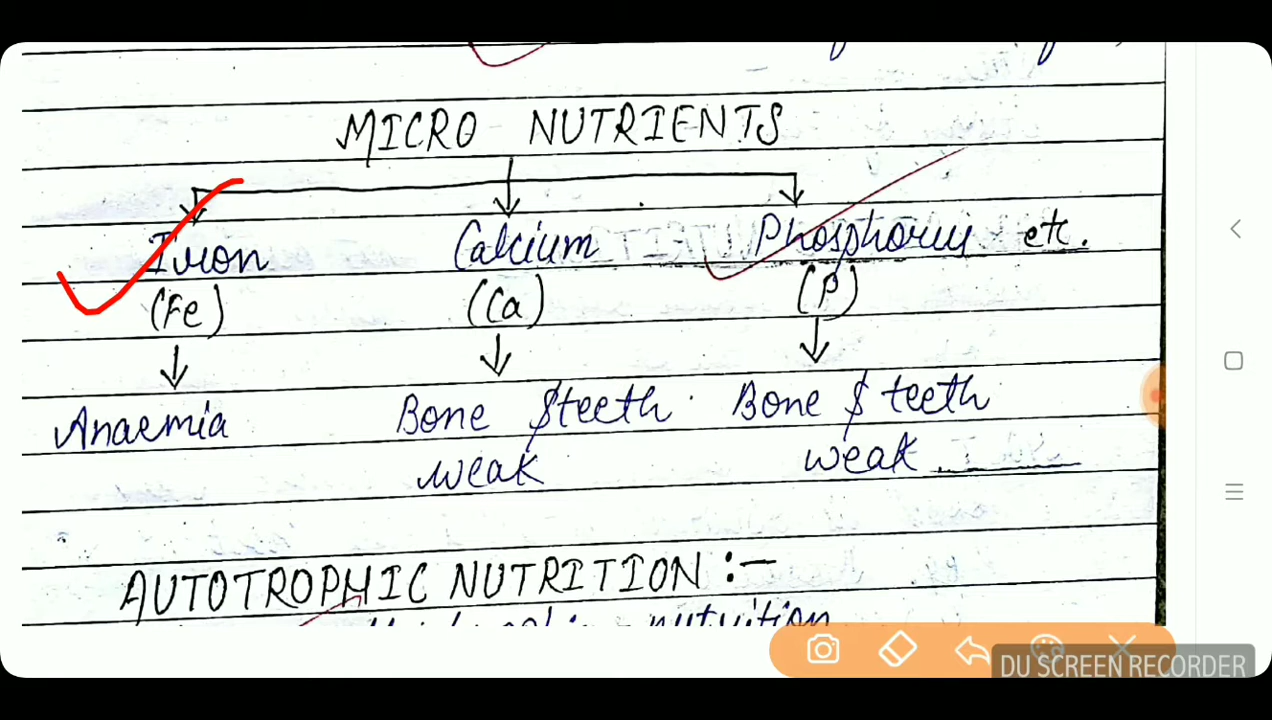 MICRO NUTRIENTS
Iron Calcium Phosphorus etc.
(Fe) (Ca) (P)
Anaemia Bone & teeth Bone & teeth
weak weak
AUTOTROPHIC NUTRITION :-
nutrition
DU SCREEN RECORDER